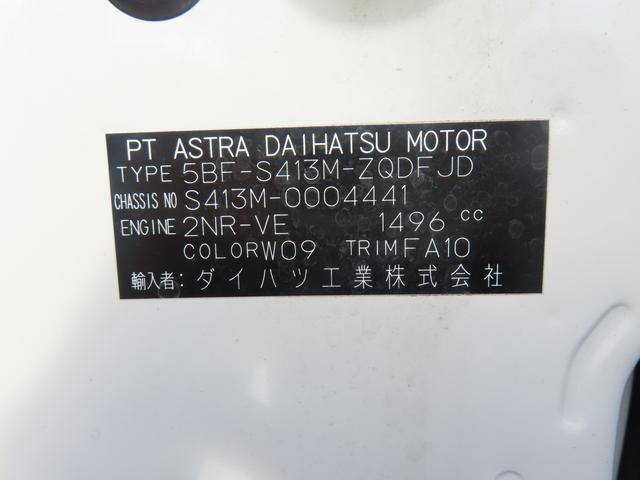 PT ASTRA DAIHATSU MOTOR
TYPE 5BF-S413M-ZQDFJD
CHASSIS NO S413M-0004441
ENGINE 2NR-VE 1496 CC
COLOR W09 TRIM FA10
輸入者:ダイハツ工業株式会社